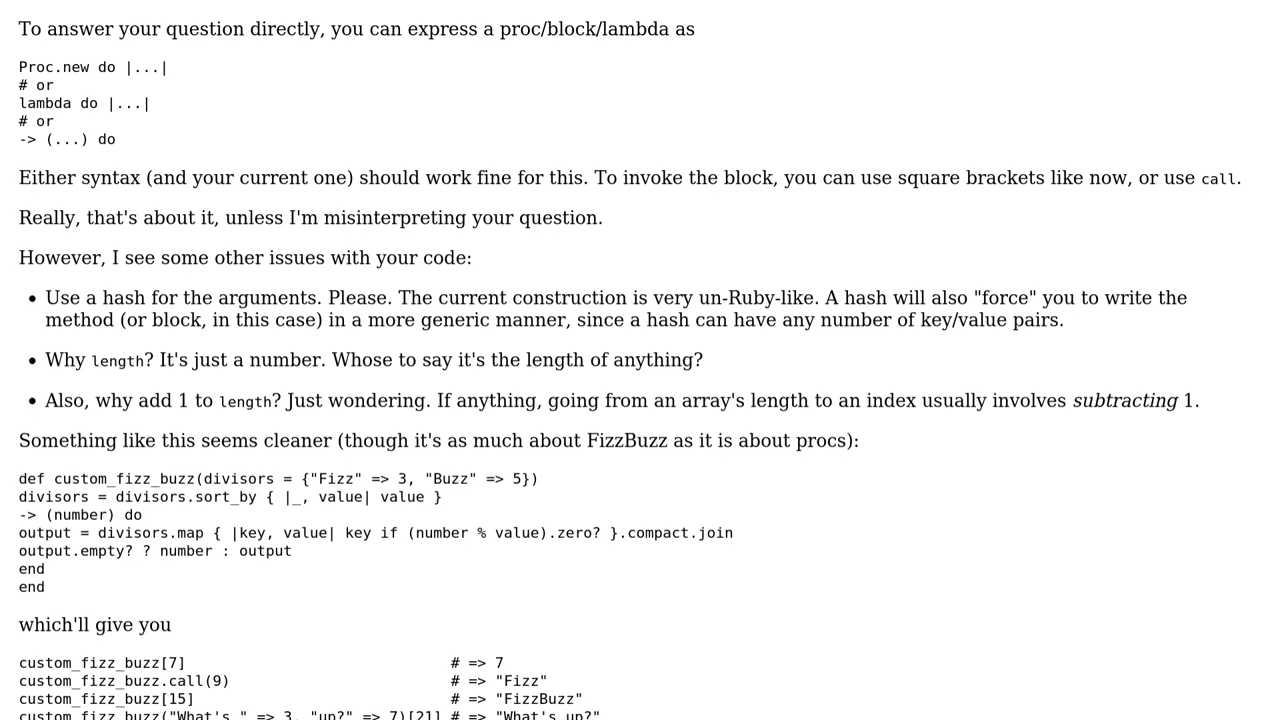 To answer your question directly, you can express a proc/block/lambda as
Proc.new do |...|
# or
lambda do |...|
# or
-> (...) do
Either syntax (and your current one) should work fine for this. To invoke the block, you can use square brackets like now, or use call.
Really, that's about it, unless I'm misinterpreting your question.
However, I see some other issues with your code:
• Use a hash for the arguments. Please. The current construction is very un-Ruby-like. A hash will also "force" you to write the
method (or block, in this case) in a more generic manner, since a hash can have any number of key/value pairs.
• Why length? It's just a number. Whose to say it's the length of anything?
• Also, why add 1 to length? Just wondering. If anything, going from an array's length to an index usually involves subtracting 1.
Something like this seems cleaner (though it's as much about FizzBuzz as it is about procs):
def custom_fizz_buzz(divisors = {"Fizz" => 3, "Buzz" => 5})
divisors = divisors.sort_by { |_, value| value }
-> (number) do
output = divisors.map { |key, value| key if (number % value).zero? }.compact.join
output.empty? ? number : output
end
end
which'll give you
custom_fizz_buzz[7] # => 7
custom_fizz_buzz.call(9) # => "Fizz"
custom_fizz_buzz[15] # => "FizzBuzz"
custom_fizz_buzz("What's " => 3, "up?" => 7)[21] # => "What's up?"